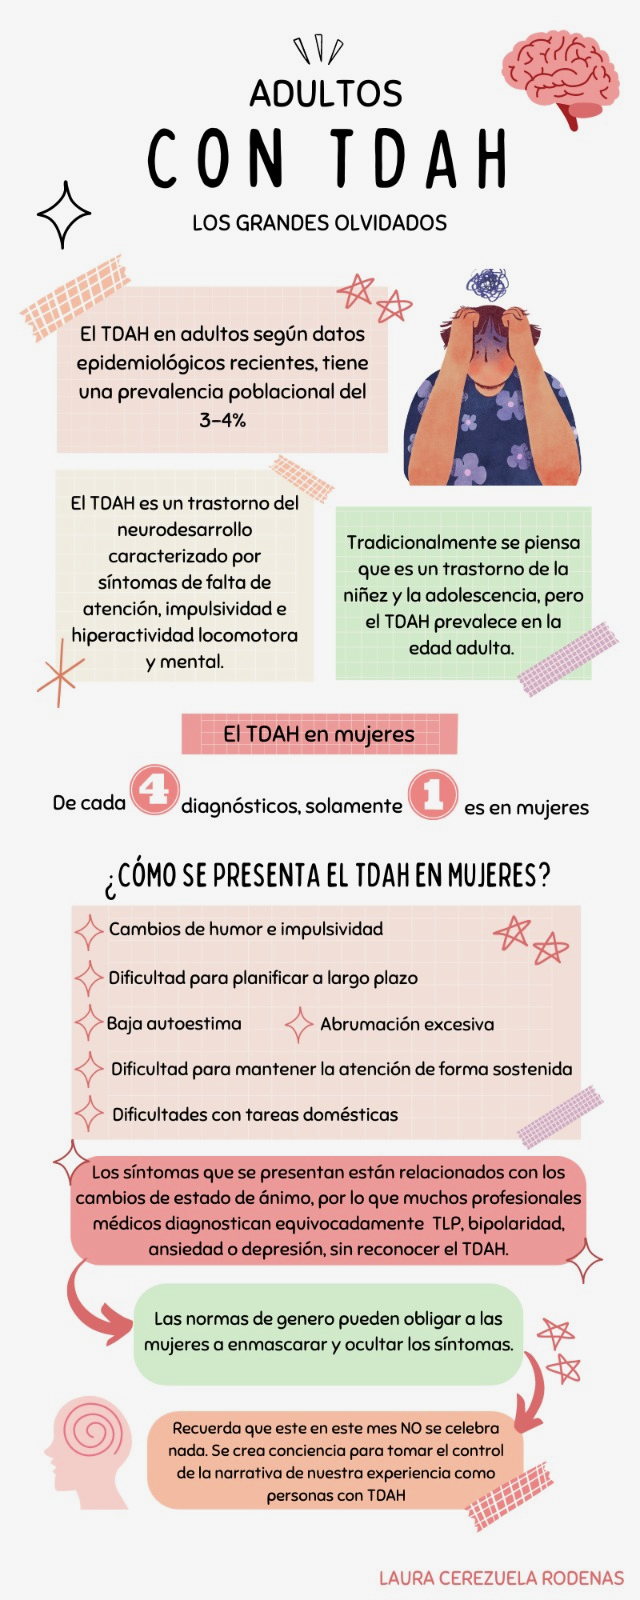 ADULTOS
CON TDAH
LOS GRANDES OLVIDADOS
El TDAH en adultos según datos
epidemiológicos recientes, tiene
una prevalencia poblacional del
3-4%
El TDAH es un trastorno del
neurodesarrollo
caracterizado por
síntomas de falta de
atención, impulsividad e
hiperactividad locomotora
y mental.
Tradicionalmente se piensa
que es un trastorno de la
niñez y la adolescencia, pero
el TDAH prevalece en la
edad adulta.
El TDAH en mujeres
De cada 4 diagnósticos, solamente 1 es en mujeres
¿CÓMO SE PRESENTA EL TDAH EN MUJERES?
Cambios de humor e impulsividad
Dificultad para planificar a largo plazo
Baja autoestima
Abrumación excesiva
Dificultad para mantener la atención de forma sostenida
Dificultades con tareas domésticas
Los síntomas que se presentan están relacionados con los
cambios de estado de ánimo, por lo que muchos profesionales
médicos diagnostican equivocadamente TLP, bipolaridad,
ansiedad o depresión, sin reconocer el TDAH.
Las normas de genero pueden obligar a las
mujeres a enmascarar y ocultar los síntomas.
Recuerda que este en este mes NO se celebra
nada. Se crea conciencia para tomar el control
de la narrativa de nuestra experiencia como
personas con TDAH
LAURA CEREZUELA RODENAS